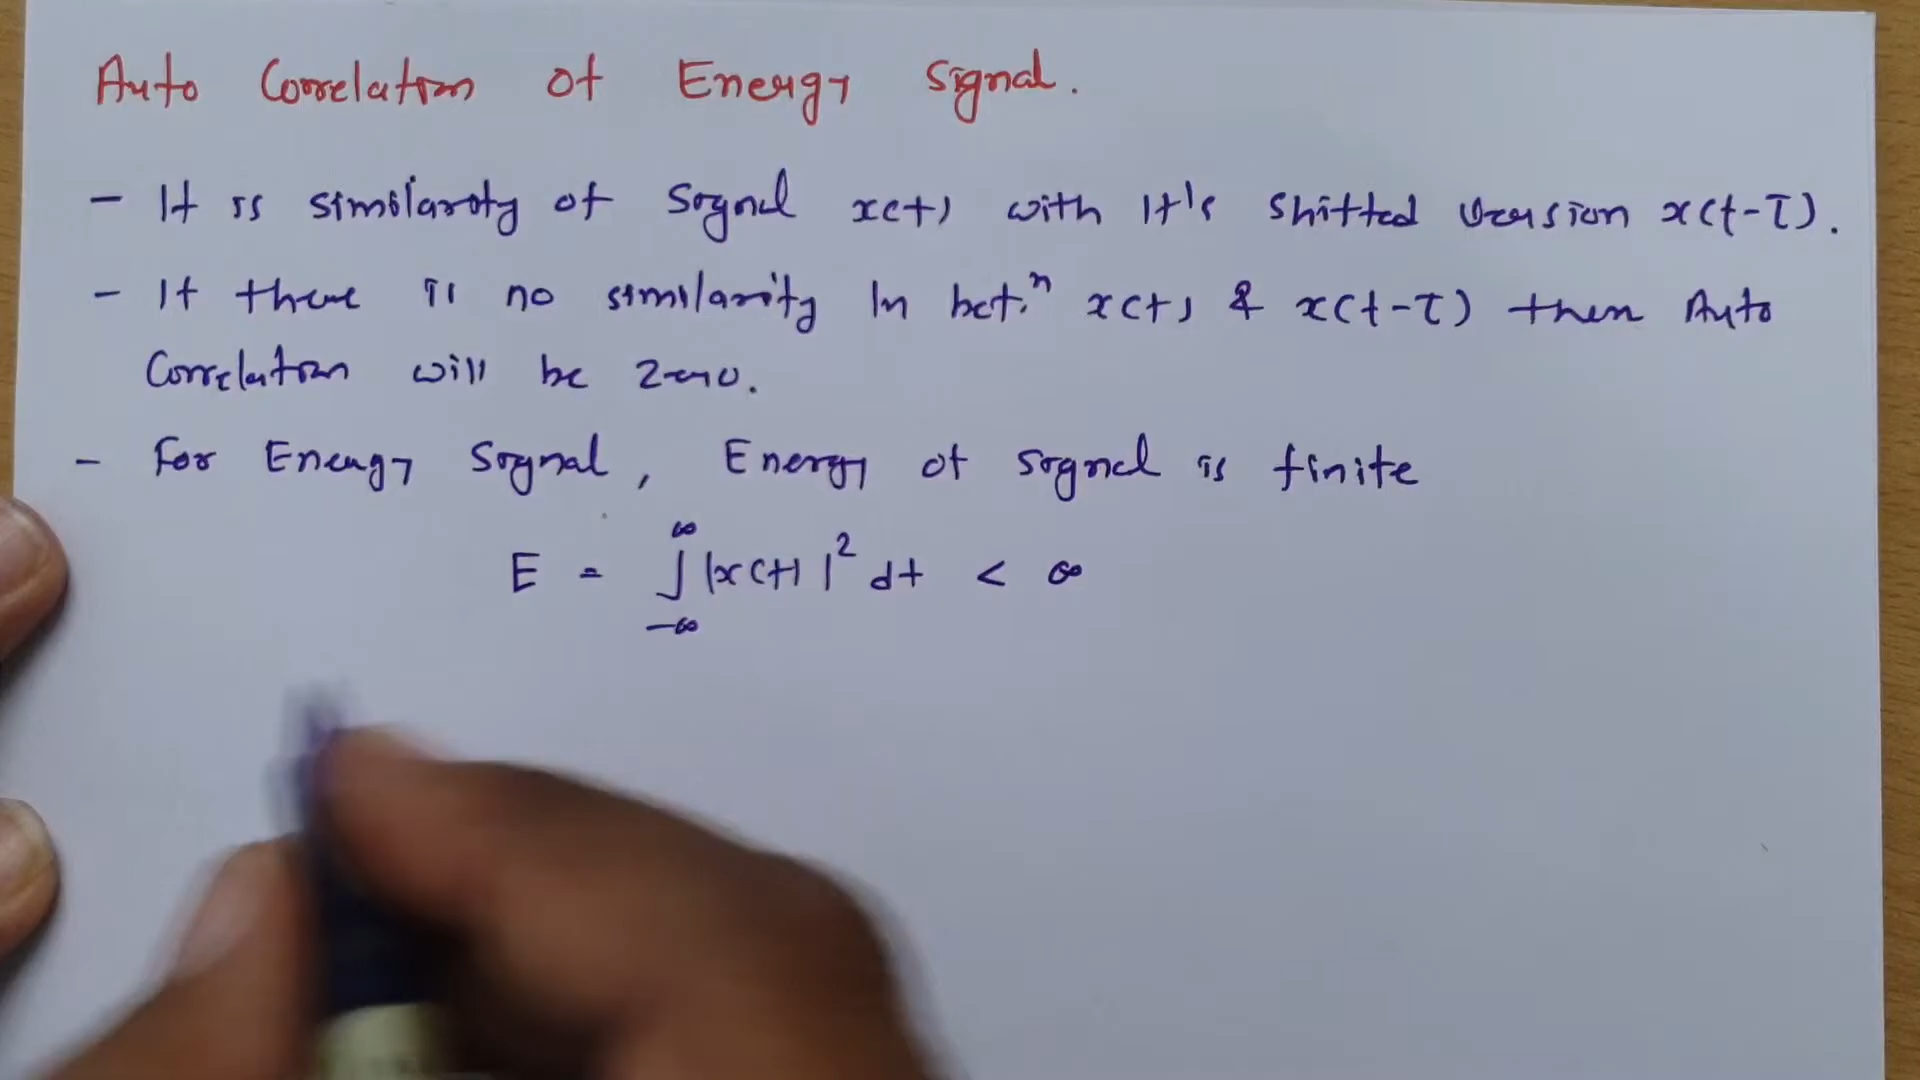 Auto Correlation of Energy Signal.
- It is similarity of Signal x(t) with It's Shifted version x(t-τ).
- If there is no similarity In bet.ⁿ x(t) & x(t-τ) then Auto
Correlation will be Zero.
- For Energy Signal, Energy of signal is finite
E = ∫_{-∞}^{∞} |x(t)|² dt < ∞